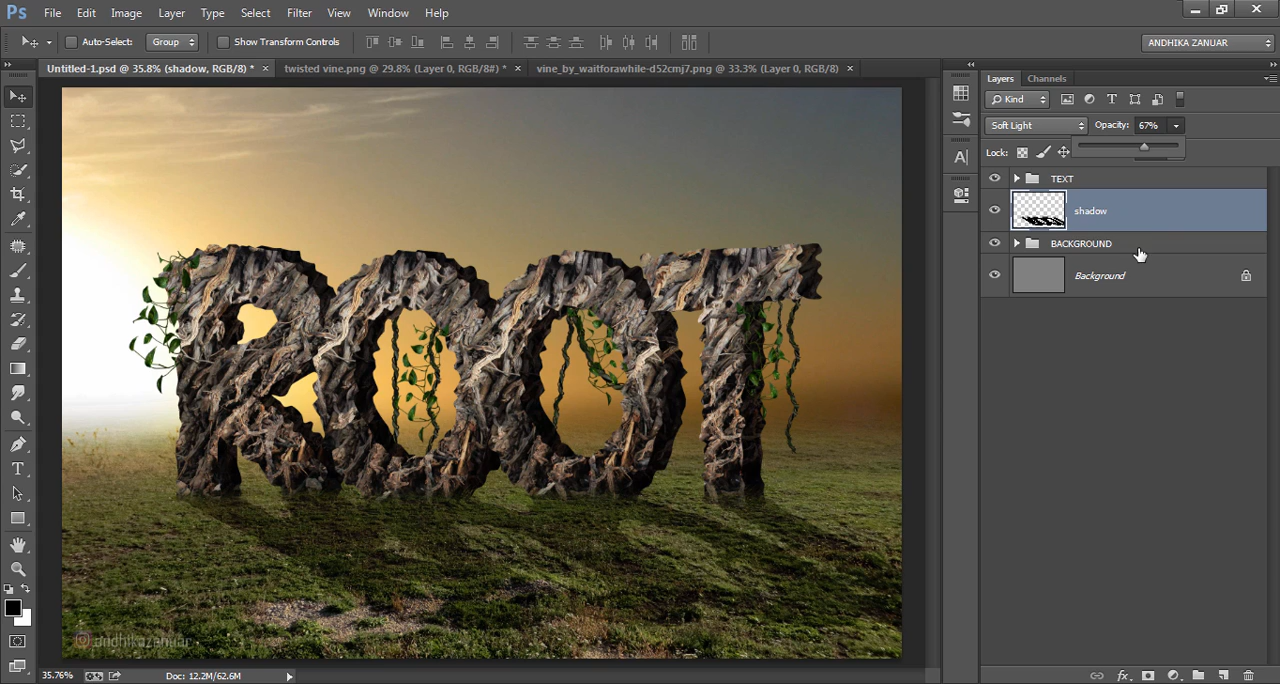 Ps File Edit Image Layer Type Select Filter View Window Help
Auto-Select: Group Show Transform Controls ANDHIKA ZANUAR
Untitled-1.psd @ 35.8% (shadow, RGB/8) * × twisted vine.png @ 29.8% (Layer 0, RGB/8#) * × vine_by_waitforawhile-d52cmj7.png @ 33.3% (Layer 0, RGB/8) ×
Layers Channels
Kind
Soft Light Opacity: 67%
Lock:
TEXT
shadow
BACKGROUND
Background
ROOT
andhikazanuar
35.76% Doc: 12.2M/62.6M